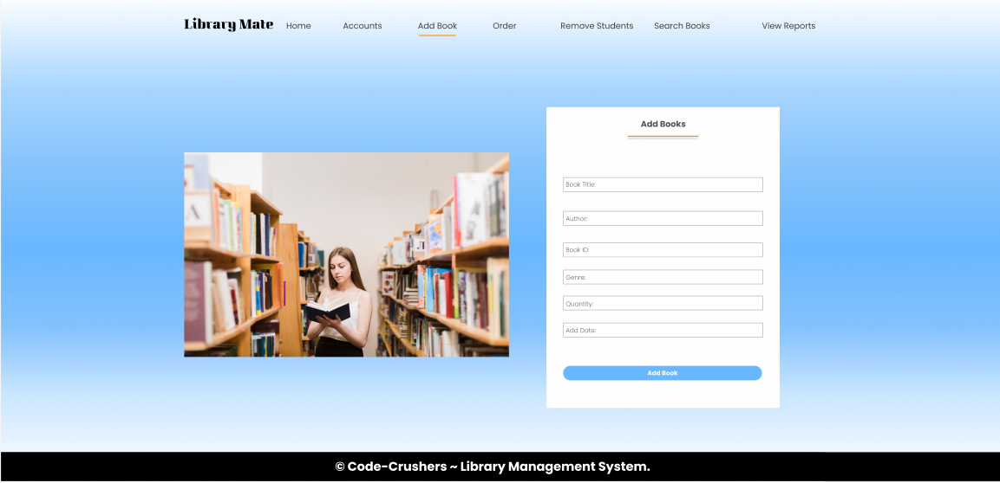 Library Mate Home Accounts Add Book Order Remove Students Search Books View Reports
Add Books
Book Title:
Author:
Book ID:
Genre:
Quantity:
Add Date:
Add Book
© Code-Crushers ~ Library Management System.